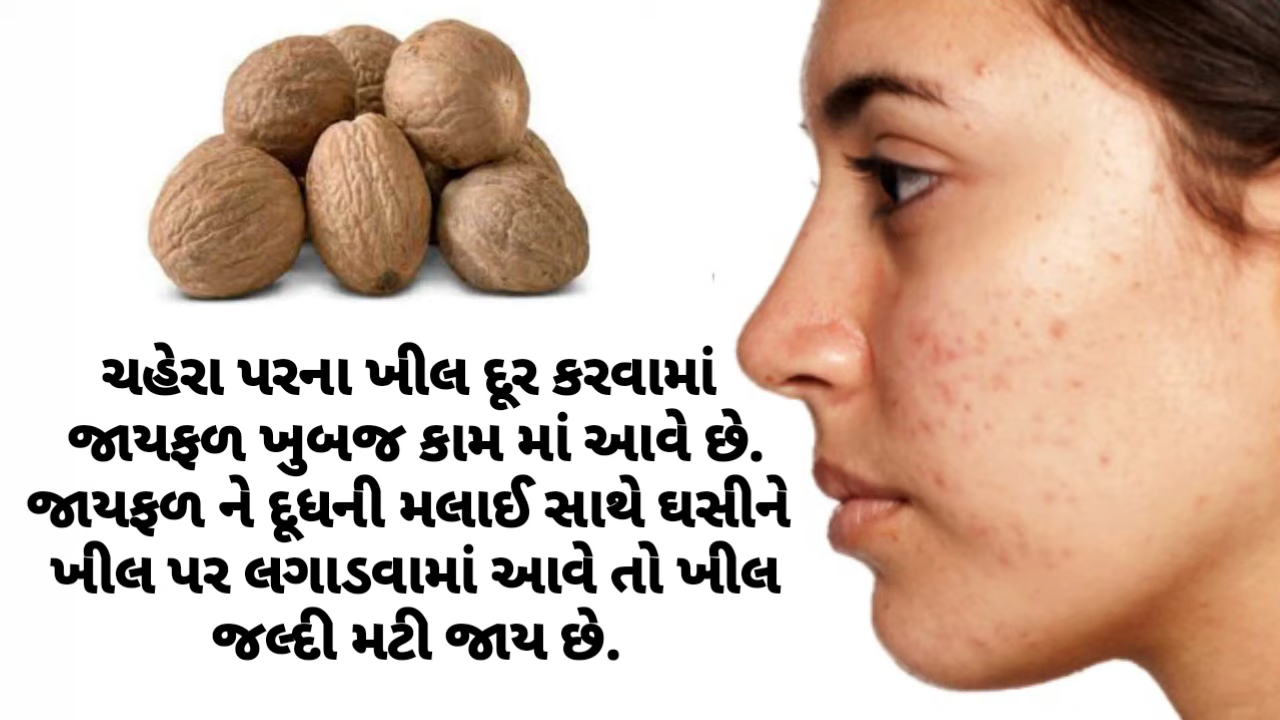 ચહેરા પરના ખીલ દૂર કરવામાં
જાયફળ ખુબજ કામ માં આવે છે.
જાયફળ ને દૂધની મલાઈ સાથે ઘસીને
ખીલ પર લગાડવામાં આવે તો ખીલ
જલ્દી મટી જાય છે.